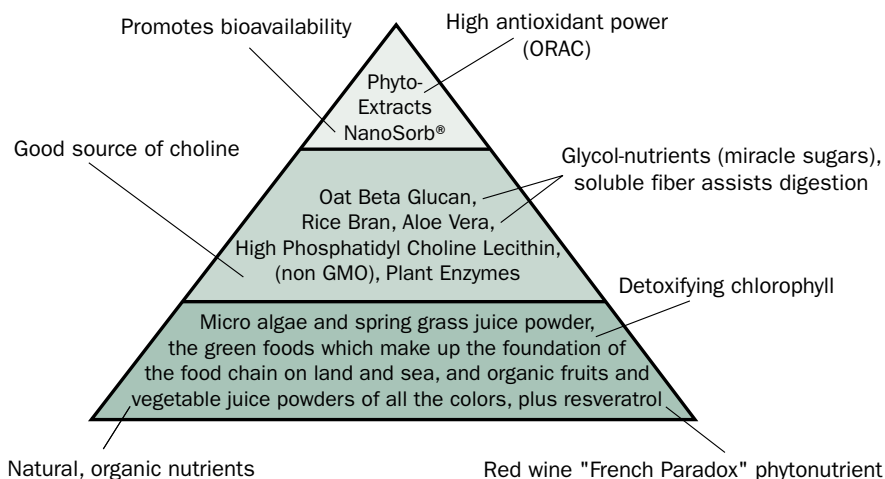 Promotes bioavailability
High antioxidant power
(ORAC)
Phyto-
Extracts
NanoSorb®
Good source of choline
Glycol-nutrients (miracle sugars),
soluble fiber assists digestion
Oat Beta Glucan,
Rice Bran, Aloe Vera,
High Phosphatidyl Choline Lecithin,
(non GMO), Plant Enzymes
Detoxifying chlorophyll
Micro algae and spring grass juice powder,
the green foods which make up the foundation of
the food chain on land and sea, and organic fruits and
vegetable juice powders of all the colors, plus resveratrol
Natural, organic nutrients
Red wine "French Paradox" phytonutrient